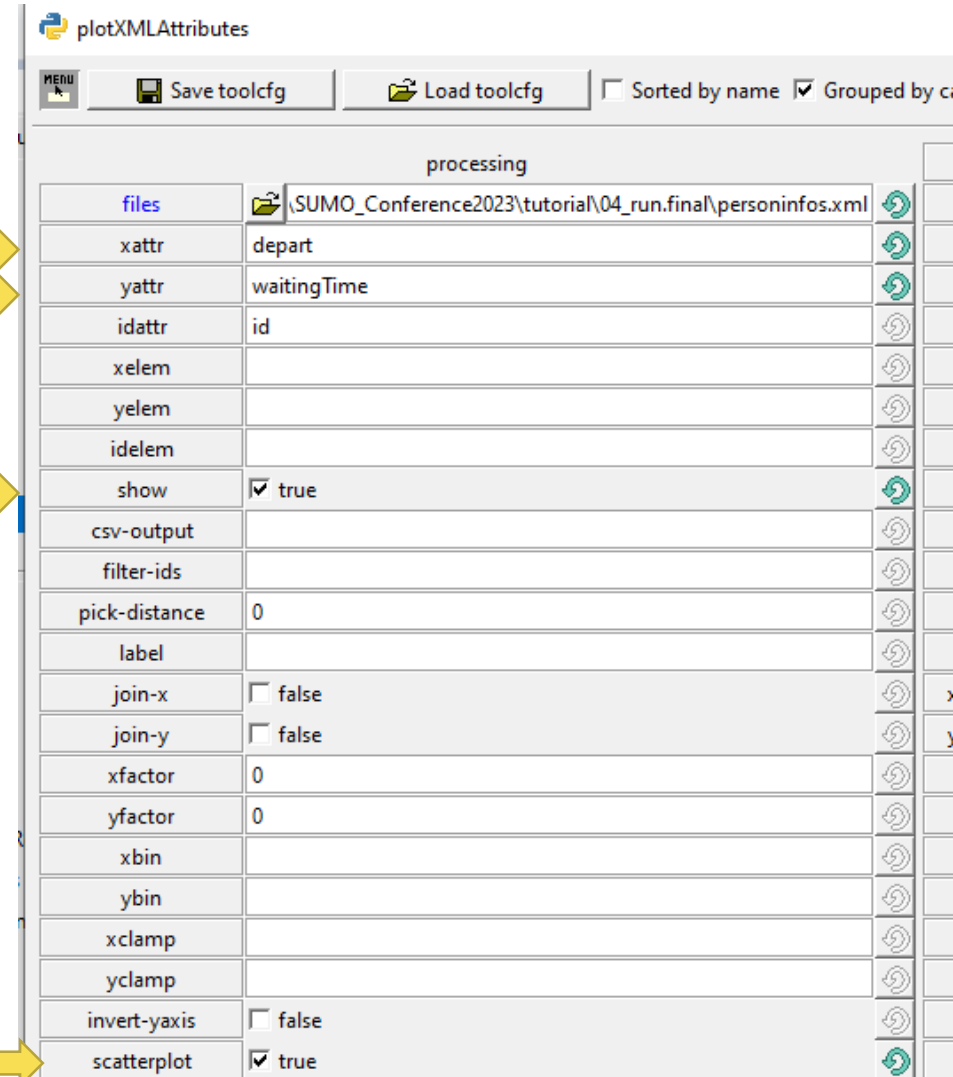 plotXMLAttributes
MENU Save toolcfg Load toolcfg Sorted by name Grouped by
processing
files \SUMO_Conference2023\tutorial\04_run.final\personinfos.xml
xattr depart
yattr waitingTime
idattr id
xelem
yelem
idelem
show true
csv-output
filter-ids
pick-distance 0
label
join-x false
join-y false
xfactor 0
yfactor 0
xbin
ybin
xclamp
yclamp
invert-yaxis false
scatterplot true